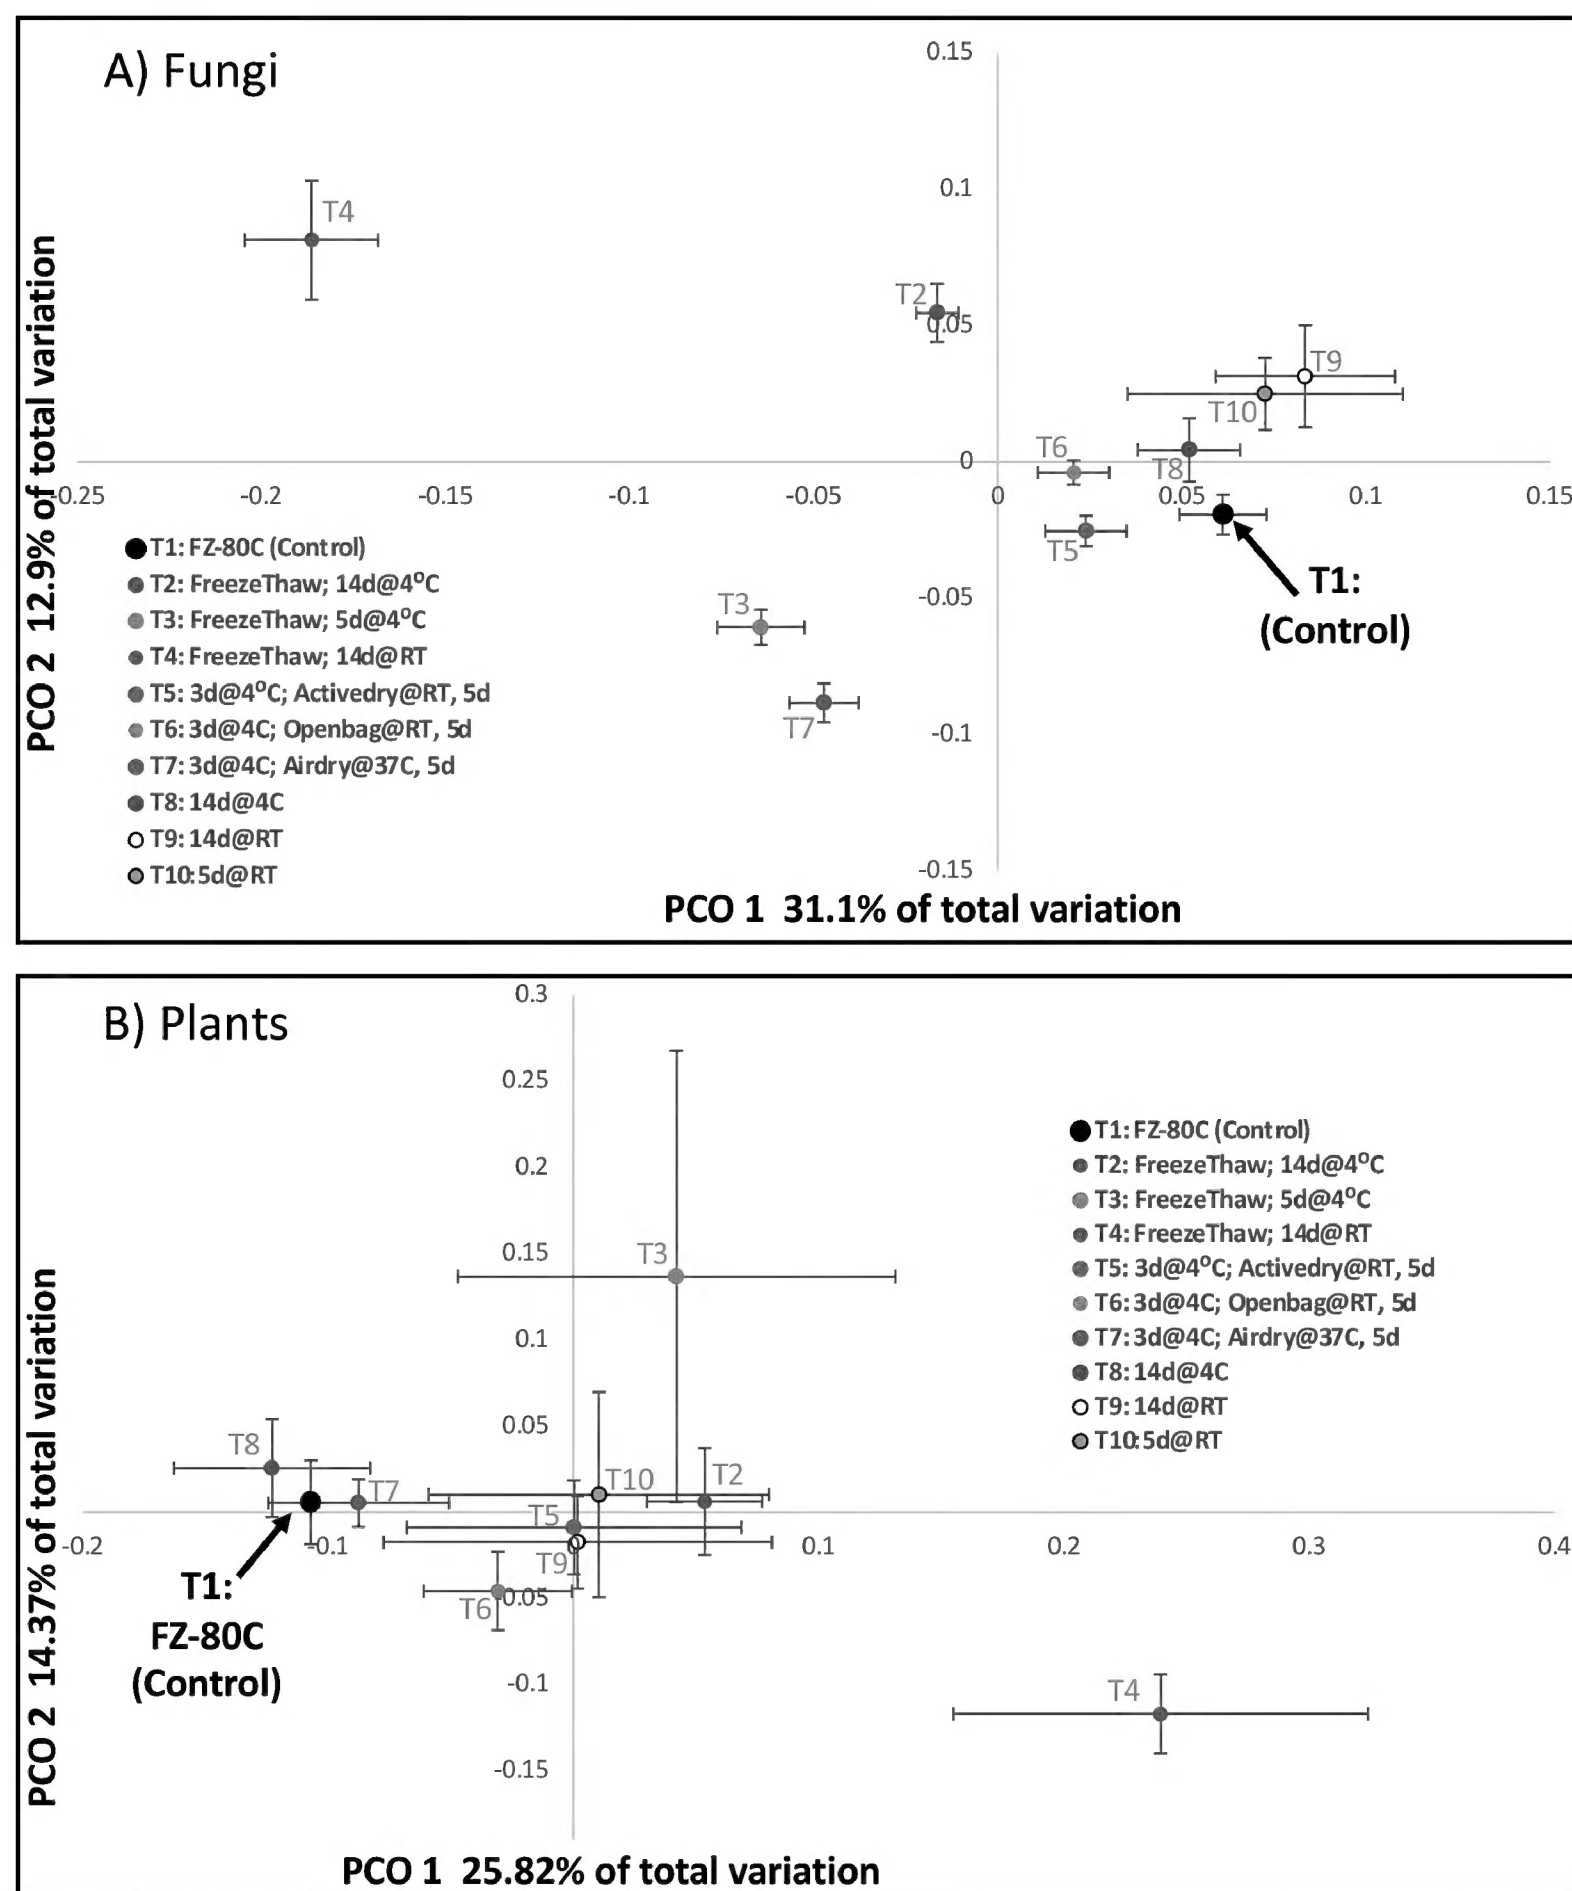 A) Fungi
0.15
0.1
T4
T2
0.05
T9
T10
T6
0
T8
-0.25 -0.2 -0.15 -0.1 -0.05 0 0.05 0.1 0.15
T5
T1: FZ-80C (Control)
T2: FreezeThaw; 14d@4°C
T3: FreezeThaw; 5d@4°C
T4: FreezeThaw; 14d@RT
T5: 3d@4°C; Activedry@RT, 5d
T6: 3d@4C; Openbag@RT, 5d
T7: 3d@4C; Airdry@37C, 5d
T8: 14d@4C
T9: 14d@RT
T10:5d@RT
T1:
(Control)
-0.05
T3
T7
-0.1
-0.15
PCO 2 12.9% of total variation
PCO 1 31.1% of total variation
B) Plants
0.3
0.25
0.2
0.15
T3
0.1
0.05
T1: FZ-80C (Control)
T2: FreezeThaw; 14d@4°C
T3: FreezeThaw; 5d@4°C
T4: FreezeThaw; 14d@RT
T5: 3d@4°C; Activedry@RT, 5d
T6: 3d@4C; Openbag@RT, 5d
T7: 3d@4C; Airdry@37C, 5d
T8: 14d@4C
T9: 14d@RT
T10:5d@RT
T8
T7
T10
T2
T5
-0.2 0.1 0.1 0.2 0.3 0.4
T9
T6
0.05
T1:
FZ-80C
(Control)
-0.1
T4
-0.15
PCO 2 14.37% of total variation
PCO 1 25.82% of total variation